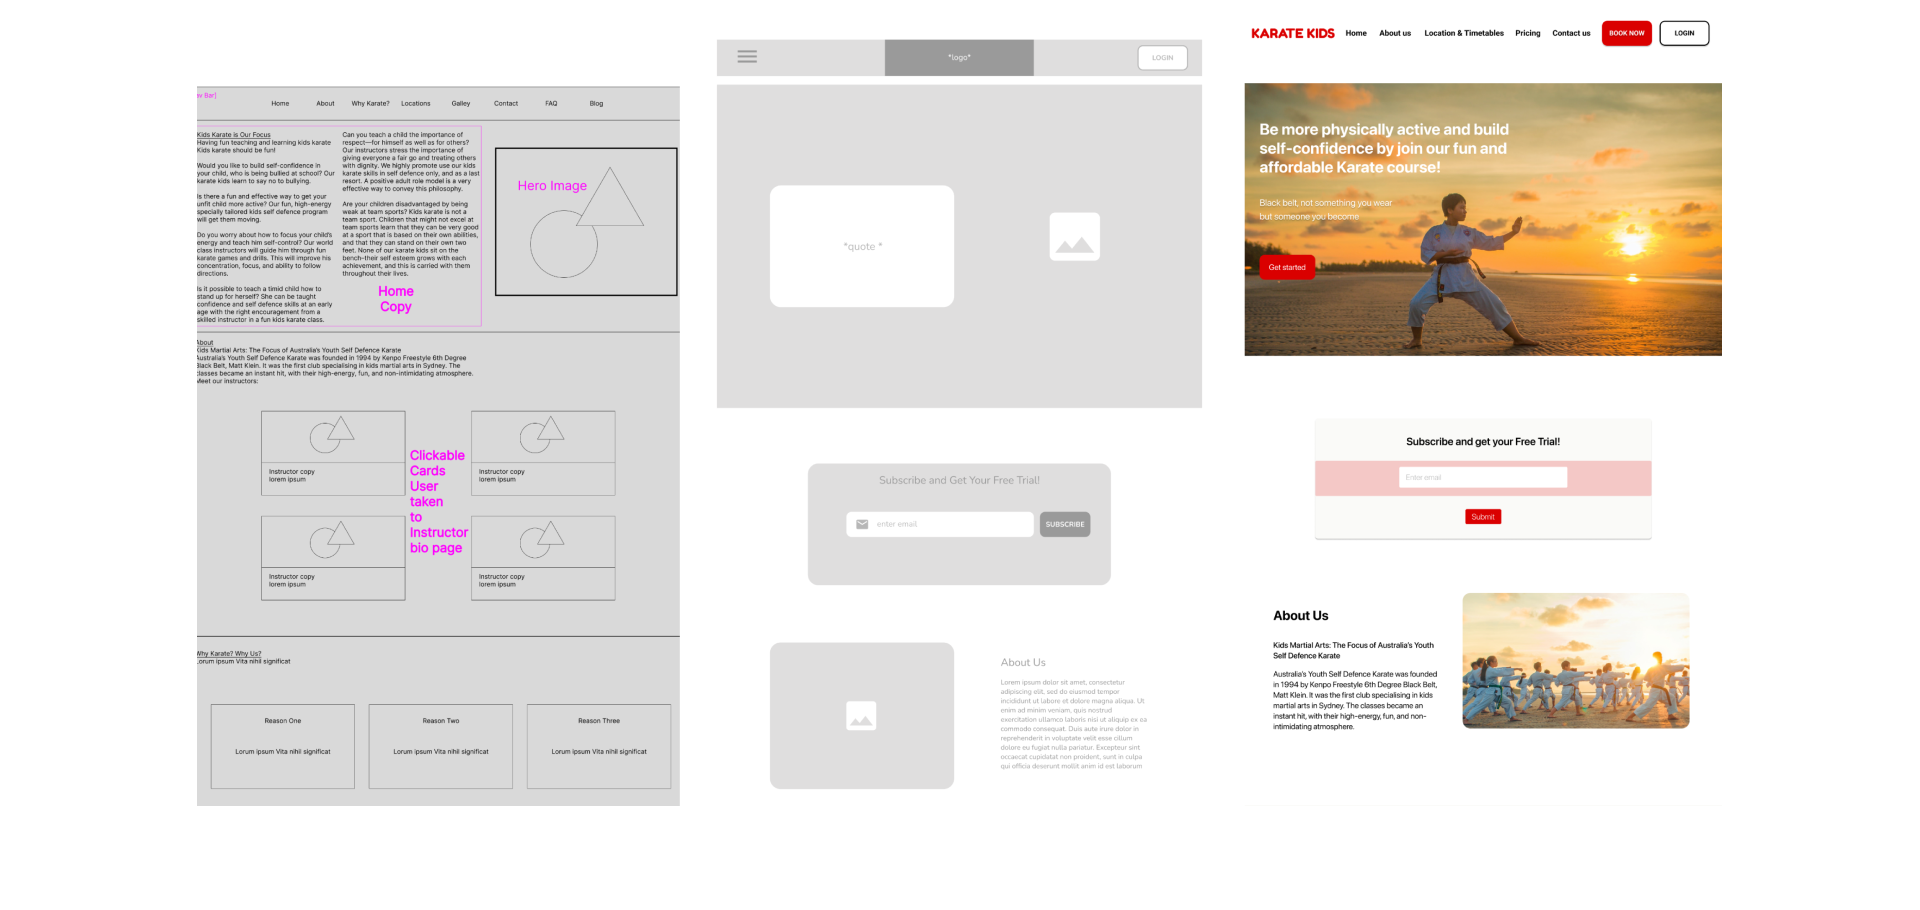 av Bar]
Home About Why Karate? Locations Galley Contact FAQ Blog
Kids Karate is Our Focus
Having fun teaching and learning kids karate
Kids karate should be fun!
Would you like to build self-confidence in
your child, who is being bullied at school? Our
karate kids learn to say no to bullying.
Is there a fun and effective way to get your
unfit child more active? Our fun, high-energy
specially tailored kids self defence program
will get them moving.
Do you worry about how to focus your child's
energy and teach him self-control? Our world
class instructors will guide him through fun
karate games and drills. This will improve his
concentration, focus, and ability to follow
directions.
Is it possible to teach a timid child how to
stand up for herself? She can be taught
confidence and self defence skills at an early
age with the right encouragement from a
skilled instructor in a fun kids karate class.
Can you teach a child the importance of
respect—for himself as well as for others?
Our instructors stress the importance of
giving everyone a fair go and treating others
with dignity. We highly promote use our kids
karate skills in self defence only, and as a last
resort. A positive adult role model is a very
effective way to convey this philosophy.
Are your children disadvantaged by being
weak at team sports? Kids karate is not a
team sport. Children that might not excel at
team sports learn that they can be very good
at a sport that is based on their own abilities,
and that they can stand on their own two
feet. None of our karate kids sit on the
bench-their self esteem grows with each
achievement, and this is carried with them
throughout their lives.
Home
Copy
Hero Image
About
Kids Martial Arts: The Focus of Australia's Youth Self Defence Karate
Australia's Youth Self Defence Karate was founded in 1994 by Kenpo Freestyle 6th Degree
Black Belt, Matt Klein. It was the first club specialising in kids martial arts in Sydney. The
classes became an instant hit, with their high-energy, fun, and non-intimidating atmosphere.
Meet our instructors:
Instructor copy
lorem ipsum
Instructor copy
lorem ipsum
Clickable
Cards
User
taken
to
Instructor
bio page
Instructor copy
lorem ipsum
Instructor copy
lorem ipsum
Why Karate? Why Us?
Lorum ipsum Vita nihil significat
Reason One
Lorum ipsum Vita nihil significat
Reason Two
Lorum ipsum Vita nihil significat
Reason Three
Lorum ipsum Vita nihil significat
*logo*
LOGIN
*quote *
Subscribe and Get Your Free Trial!
enter email
SUBSCRIBE
About Us
Lorem ipsum dolor sit amet, consectetur
adipiscing elit, sed do eiusmod tempor
incididunt ut labore et dolore magna aliqua. Ut
enim ad minim veniam, quis nostrud
exercitation ullamco laboris nisi ut aliquip ex ea
commodo consequat. Duis aute irure dolor in
reprehenderit in voluptate velit esse cillum
dolore eu fugiat nulla pariatur. Excepteur sint
occaecat cupidatat non proident, sunt in culpa
qui officia deserunt mollit anim id est laborum
KARATE KIDS Home About us Location & Timetables Pricing Contact us BOOK NOW LOGIN
Be more physically active and build
self-confidence by join our fun and
affordable Karate course!
Black belt, not something you wear
but someone you become
Get started
Subscribe and get your Free Trial!
Enter email
Submit
About Us
Kids Martial Arts: The Focus of Australia's Youth
Self Defence Karate
Australia's Youth Self Defence Karate was founded
in 1994 by Kenpo Freestyle 6th Degree Black Belt,
Matt Klein. It was the first club specialising in kids
martial arts in Sydney. The classes became an
instant hit, with their high-energy, fun, and non-
intimidating atmosphere.